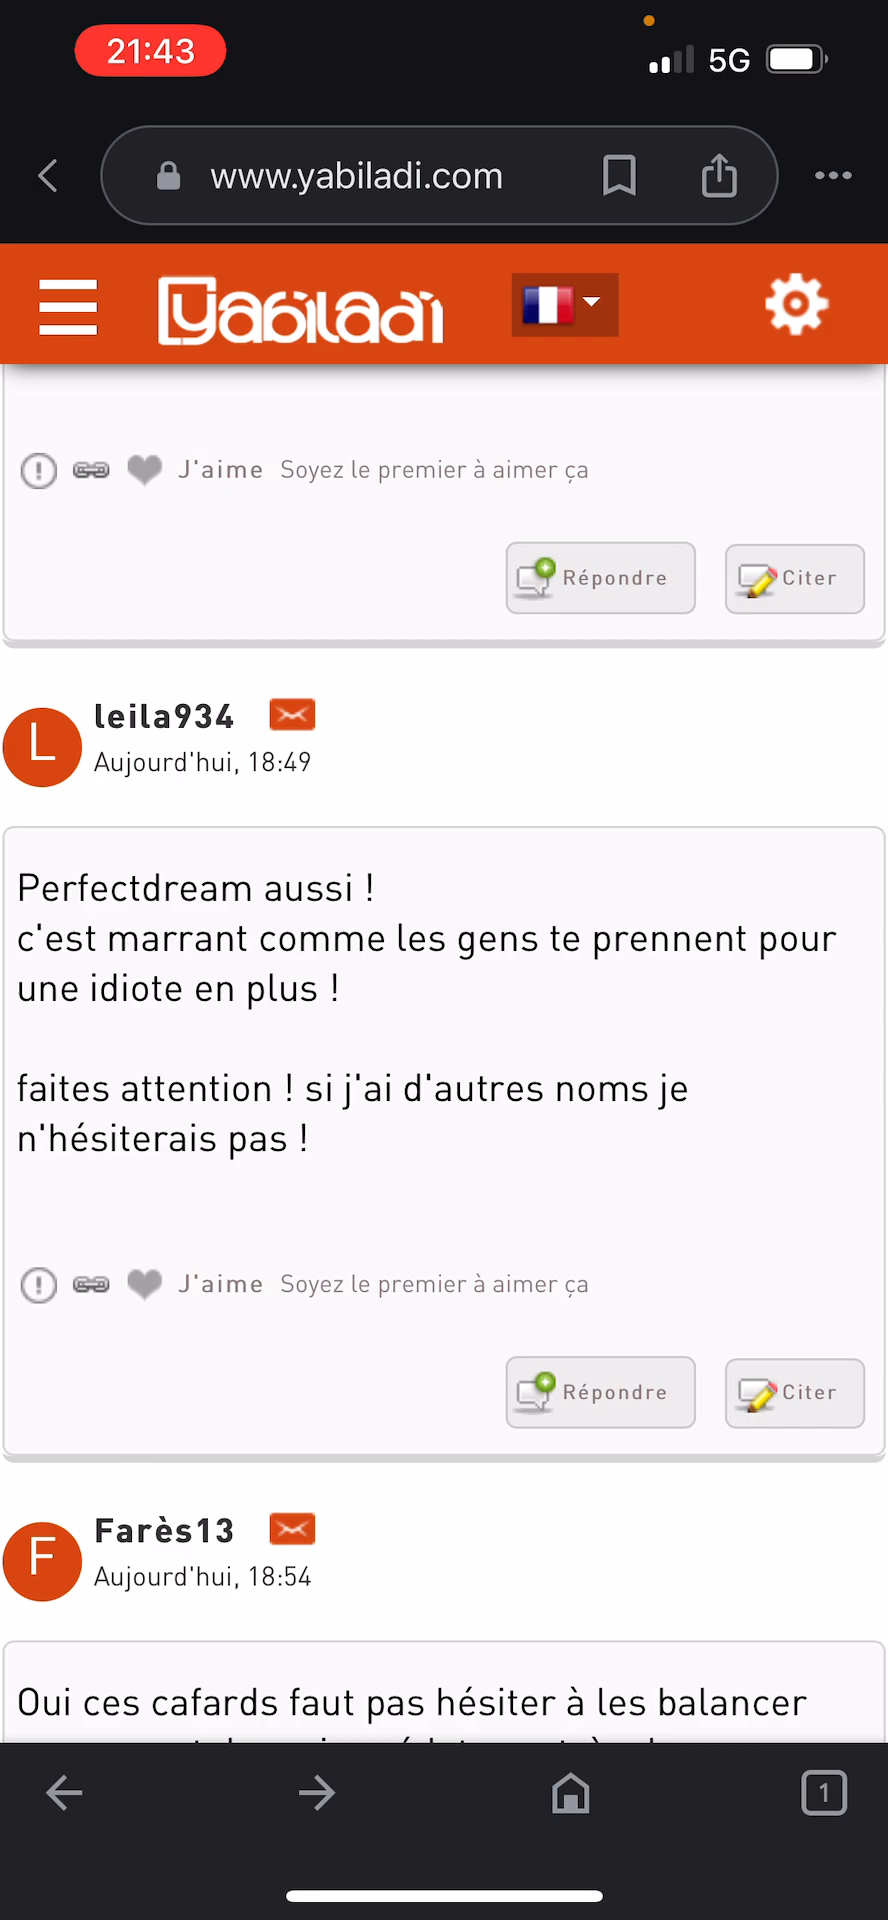 21:43
5G
www.yabiladi.com
yabiladi
J'aime Soyez le premier à aimer ça
Répondre
Citer
L
leila934
Aujourd'hui, 18:49
Perfectdream aussi !
c'est marrant comme les gens te prennent pour
une idiote en plus !
faites attention ! si j'ai d'autres noms je
n'hésiterais pas !
J'aime Soyez le premier à aimer ça
Répondre
Citer
F
Farès13
Aujourd'hui, 18:54
Oui ces cafards faut pas hésiter à les balancer
1